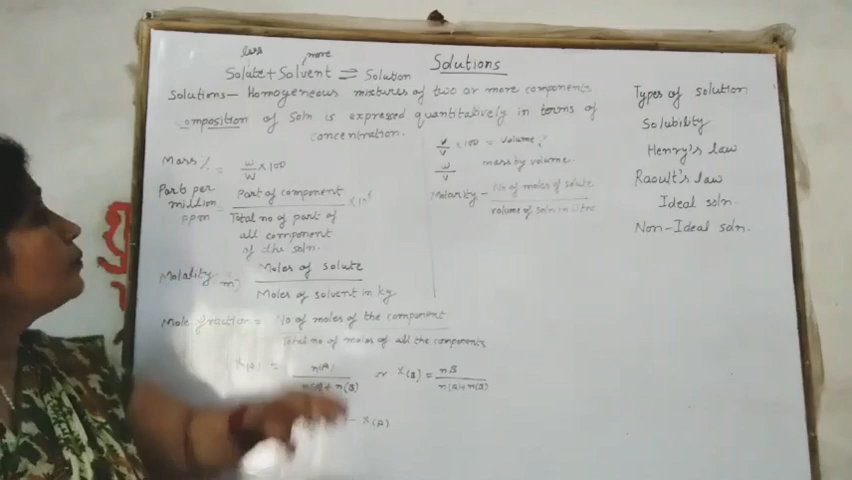 Solutions
less more
Solute + Solvent ⇌ Solution
Solutions — Homogeneous mixtures of two or more components
Composition of soln is expressed quantitatively in terms of
concentration.
Mass % = w/W × 100
Parts per million ppm = Part of component / Total no of part of all component of the soln. × 10⁶
Molality m = Moles of solute / Moles of solvent in kg
Mole fraction = No of moles of the component / Total no of moles of all the components
x(A) = n(A) / n(A) + n(B) or x(B) = nB / n(A) + n(B)
- x(A)
v/V × 100 = volume %
w/V mass by volume
Molarity - No of moles of solute / volume of soln in litre
Types of solution
Solubility
Henry's law
Raoult's law
Ideal soln.
Non-Ideal soln.